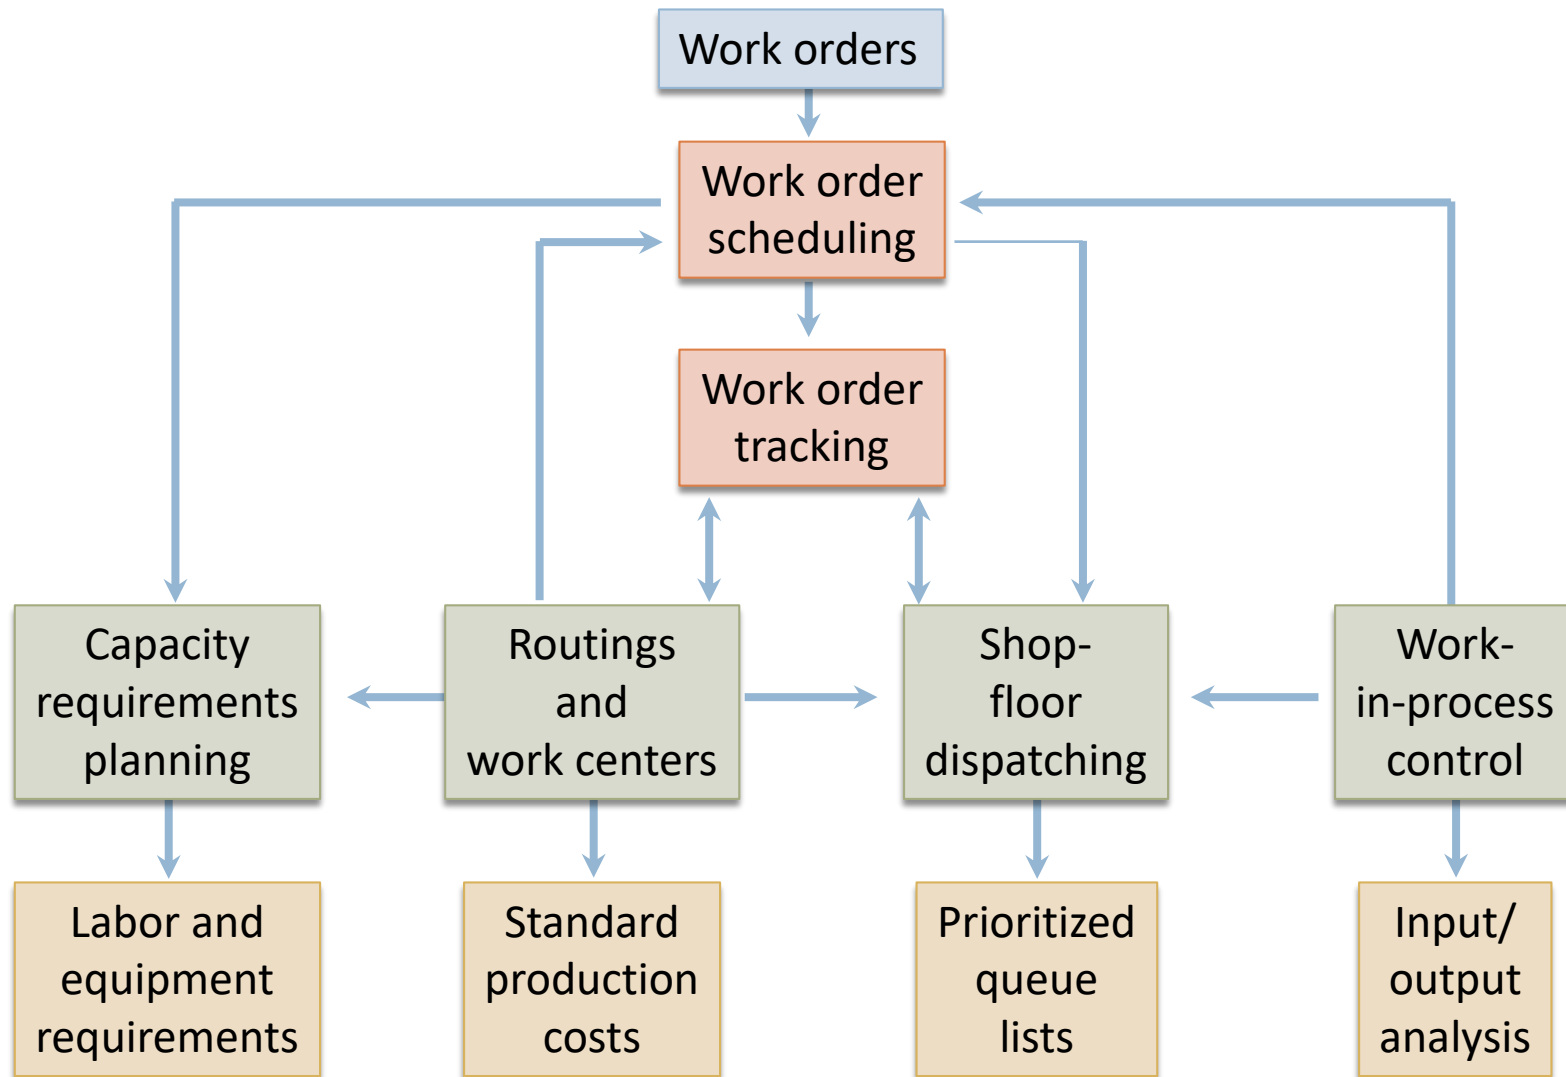 Work orders
Work order
scheduling
Work order
tracking
Capacity
requirements
planning
Routings
and
work centers
Shop-
floor
dispatching
Work-
in-process
control
Labor and
equipment
requirements
Standard
production
costs
Prioritized
queue
lists
Input/
output
analysis